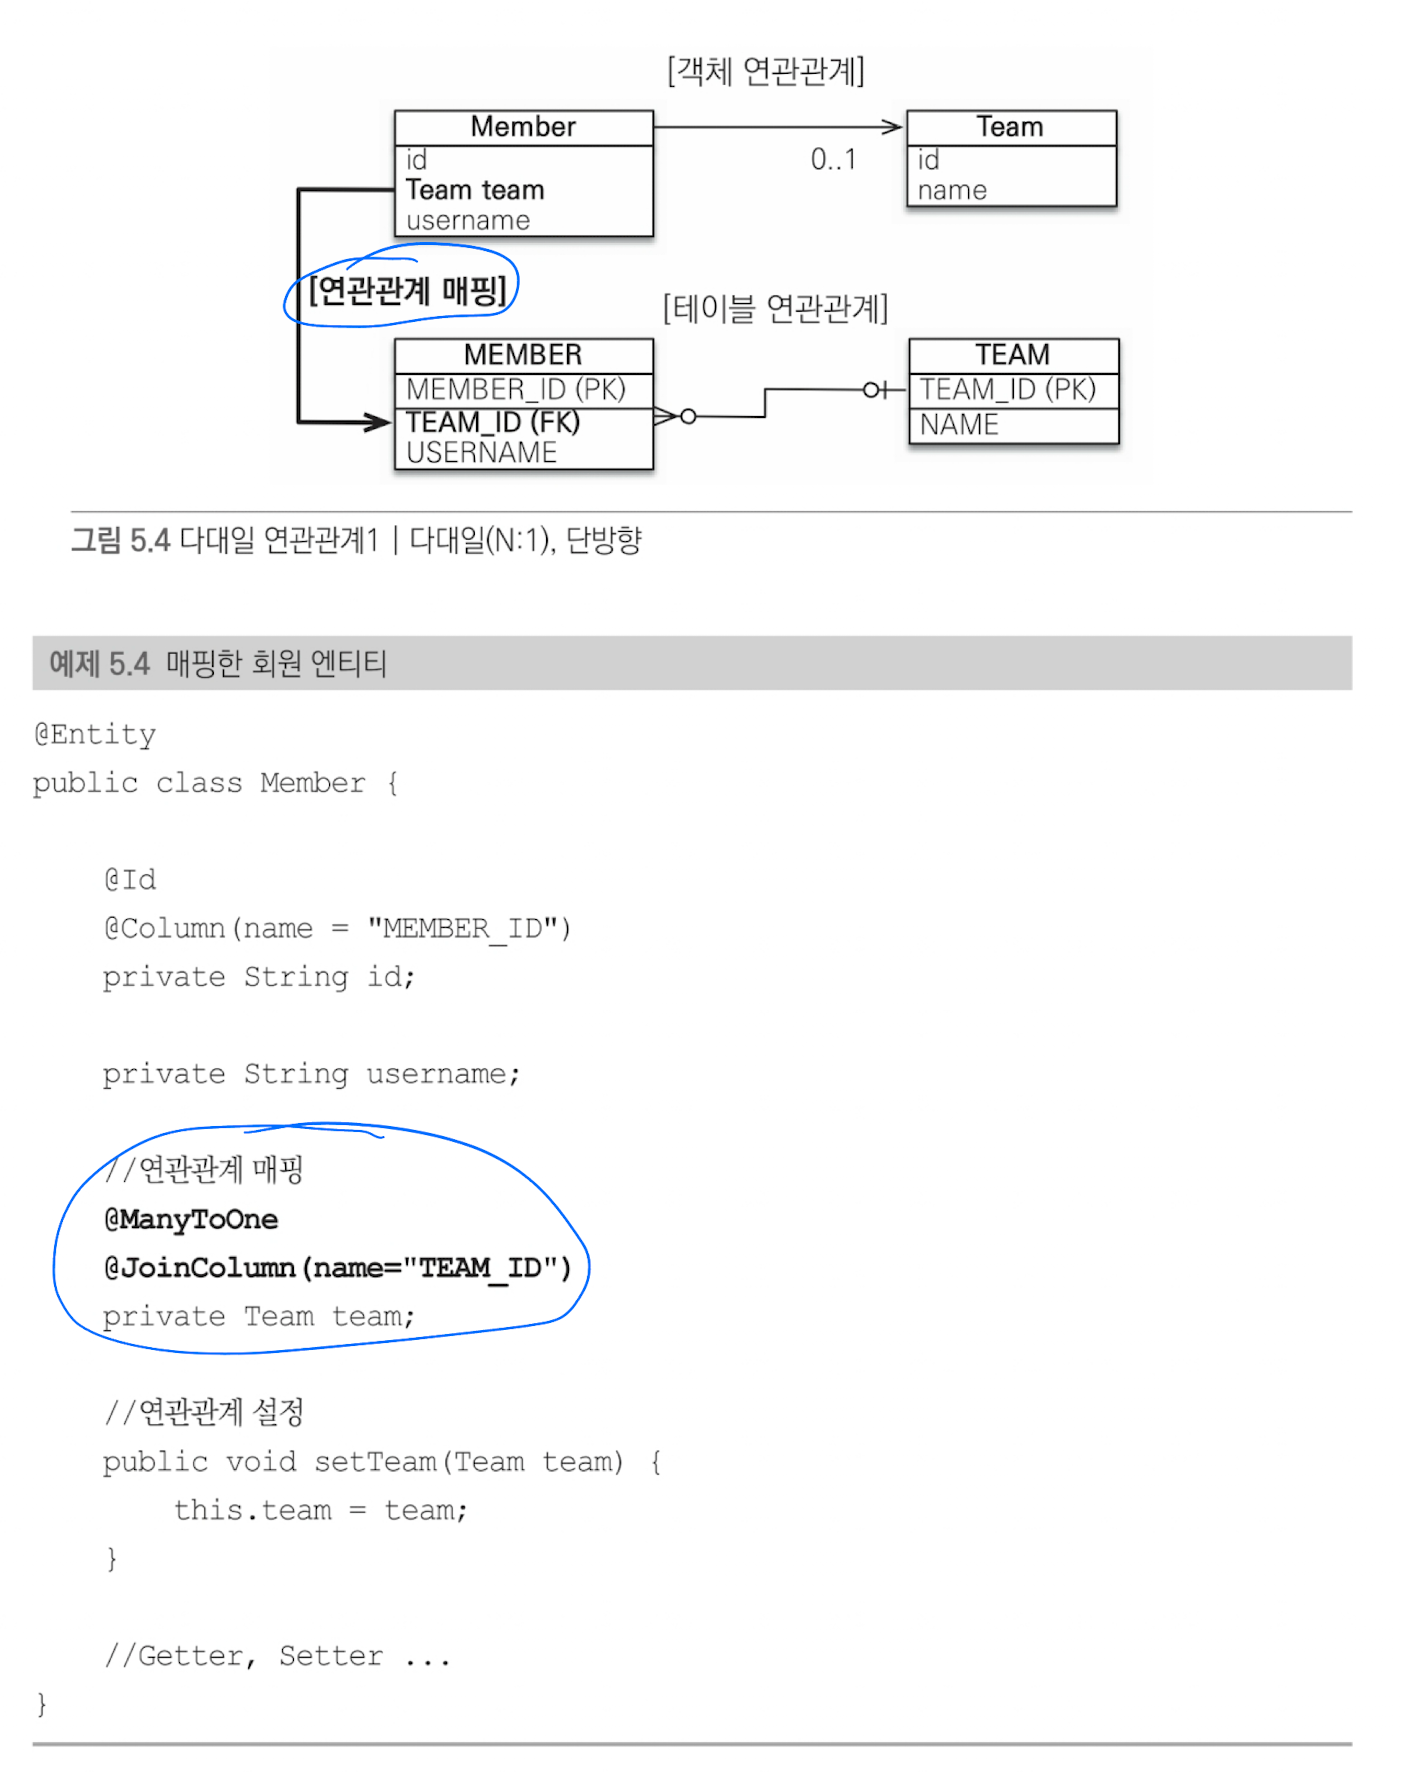 [객체 연관관계]
Member
Team
id
Team team
username
0..1
id
name
[연관관계 매핑]
[테이블 연관관계]
MEMBER
MEMBER_ID (PK)
TEAM_ID (FK)
USERNAME
TEAM
TEAM_ID (PK)
NAME
그림 5.4 다대일 연관관계1 | 다대일(N:1), 단방향
예제 5.4 매핑한 회원 엔티티
@Entity
public class Member {
@Id
@Column(name = "MEMBER_ID")
private String id;
private String username;
//연관관계 매핑
@ManyToOne
@JoinColumn(name="TEAM_ID")
private Team team;
//연관관계 설정
public void setTeam(Team team) {
this.team = team;
}
//Getter, Setter ...
}